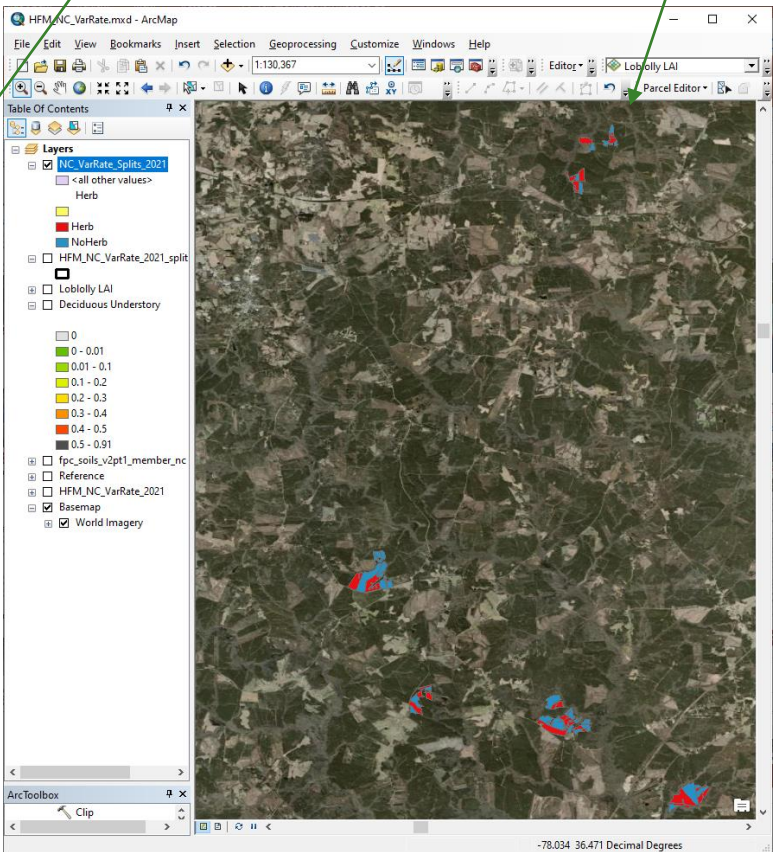 HFM_NC_VarRate.mxd - ArcMap
File Edit View Bookmarks Insert Selection Geoprocessing Customize Windows Help
1:130,367 Editor Loblolly LAI
Parcel Editor
Table Of Contents
Layers
NC_VarRate_Splits_2021
<all other values>
Herb
Herb
NoHerb
HFM_NC_VarRate_2021_split
Loblolly LAI
Deciduous Understory
0
0 - 0.01
0.01 - 0.1
0.1 - 0.2
0.2 - 0.3
0.3 - 0.4
0.4 - 0.5
0.5 - 0.91
fpc_soils_v2pt1_member_nc
Reference
HFM_NC_VarRate_2021
Basemap
World Imagery
ArcToolbox
Clip
-78.034 36.471 Decimal Degrees